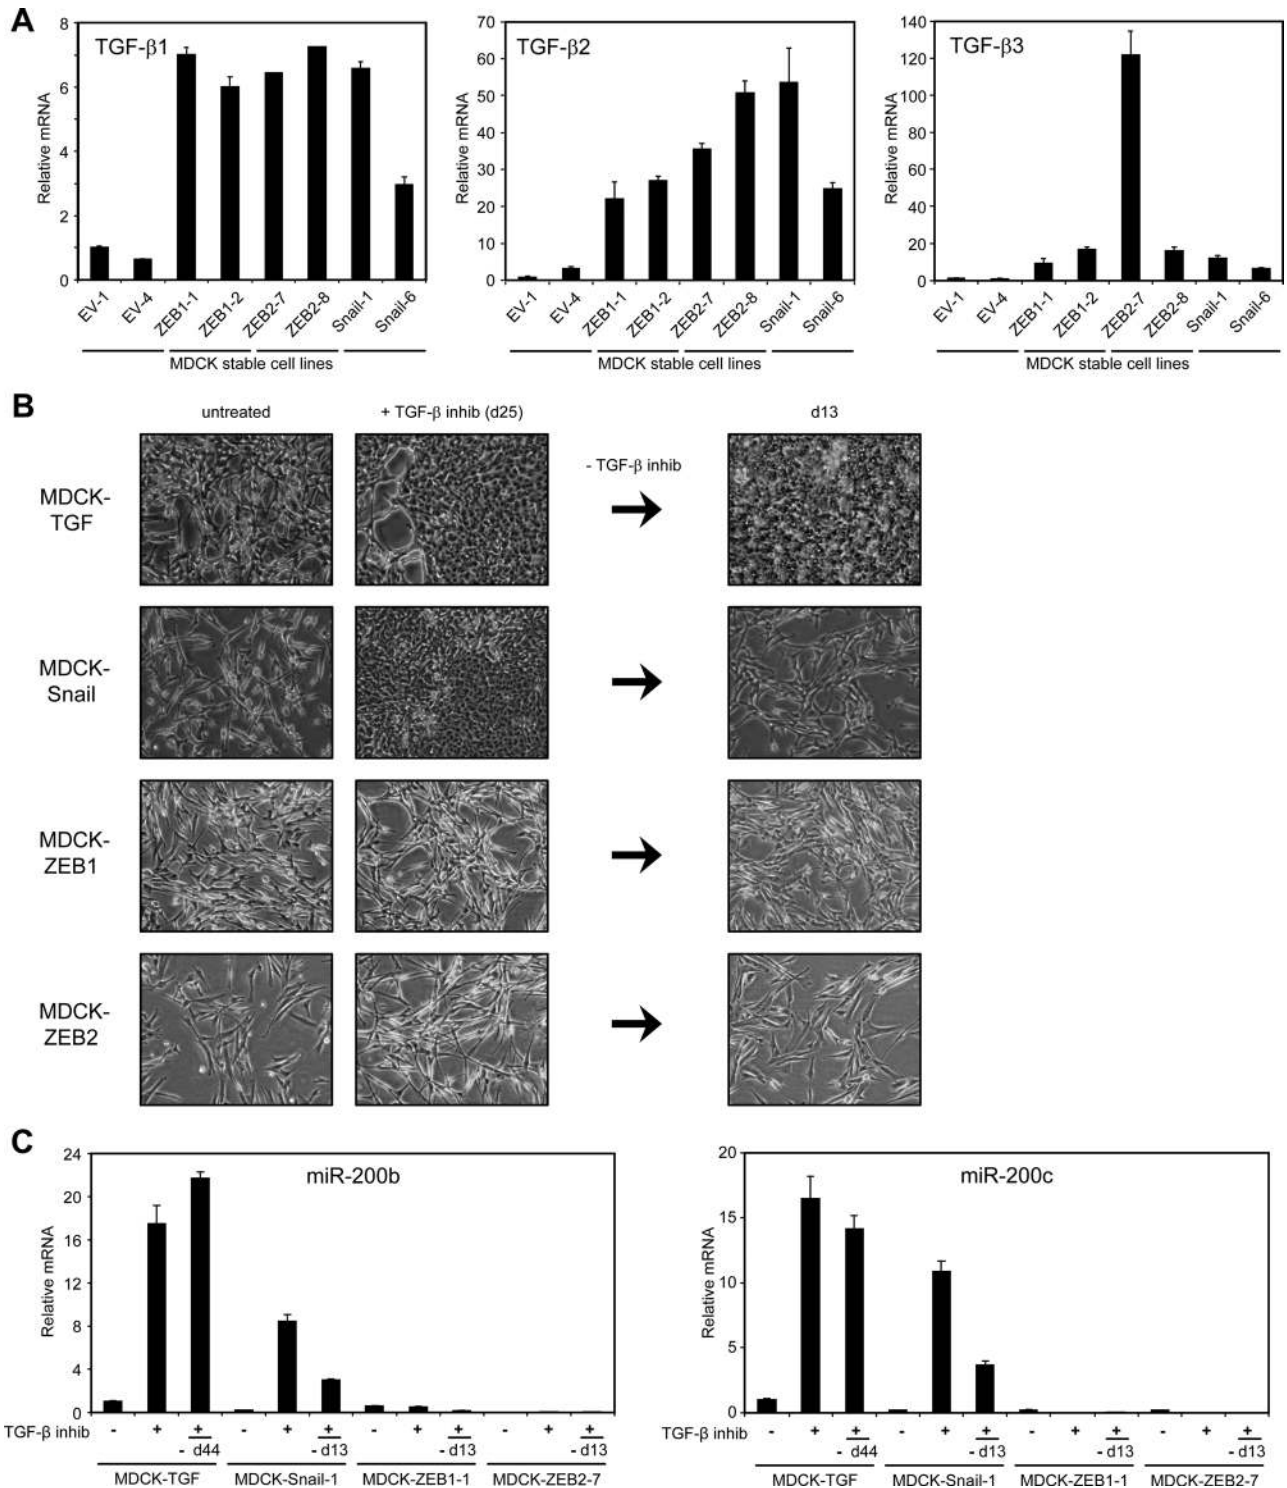 A
TGF-β1
Relative mRNA
8
6
4
2
0
EV-1
EV-4
ZEB1-1
ZEB1-2
ZEB2-7
ZEB2-8
Snail-1
Snail-6
MDCK stable cell lines
TGF-β2
Relative mRNA
70
60
50
40
30
20
10
0
EV-1
EV-4
ZEB1-1
ZEB1-2
ZEB2-7
ZEB2-8
Snail-1
Snail-6
MDCK stable cell lines
TGF-β3
Relative mRNA
140
120
100
80
60
40
20
0
EV-1
EV-4
ZEB1-1
ZEB1-2
ZEB2-7
ZEB2-8
Snail-1
Snail-6
MDCK stable cell lines
B
untreated
+ TGF-β inhib (d25)
d13
- TGF-β inhib
MDCK-
TGF
MDCK-
Snail
MDCK-
ZEB1
MDCK-
ZEB2
C
miR-200b
Relative mRNA
24
20
16
12
8
4
0
TGF-β inhib
- + + - + + - + + - + +
- d44
- d13
- d13
- d13
MDCK-TGF
MDCK-Snail-1
MDCK-ZEB1-1
MDCK-ZEB2-7
miR-200c
Relative mRNA
20
15
10
5
0
TGF-β inhib
- + + - + + - + + - + +
- d44
- d13
- d13
- d13
MDCK-TGF
MDCK-Snail-1
MDCK-ZEB1-1
MDCK-ZEB2-7